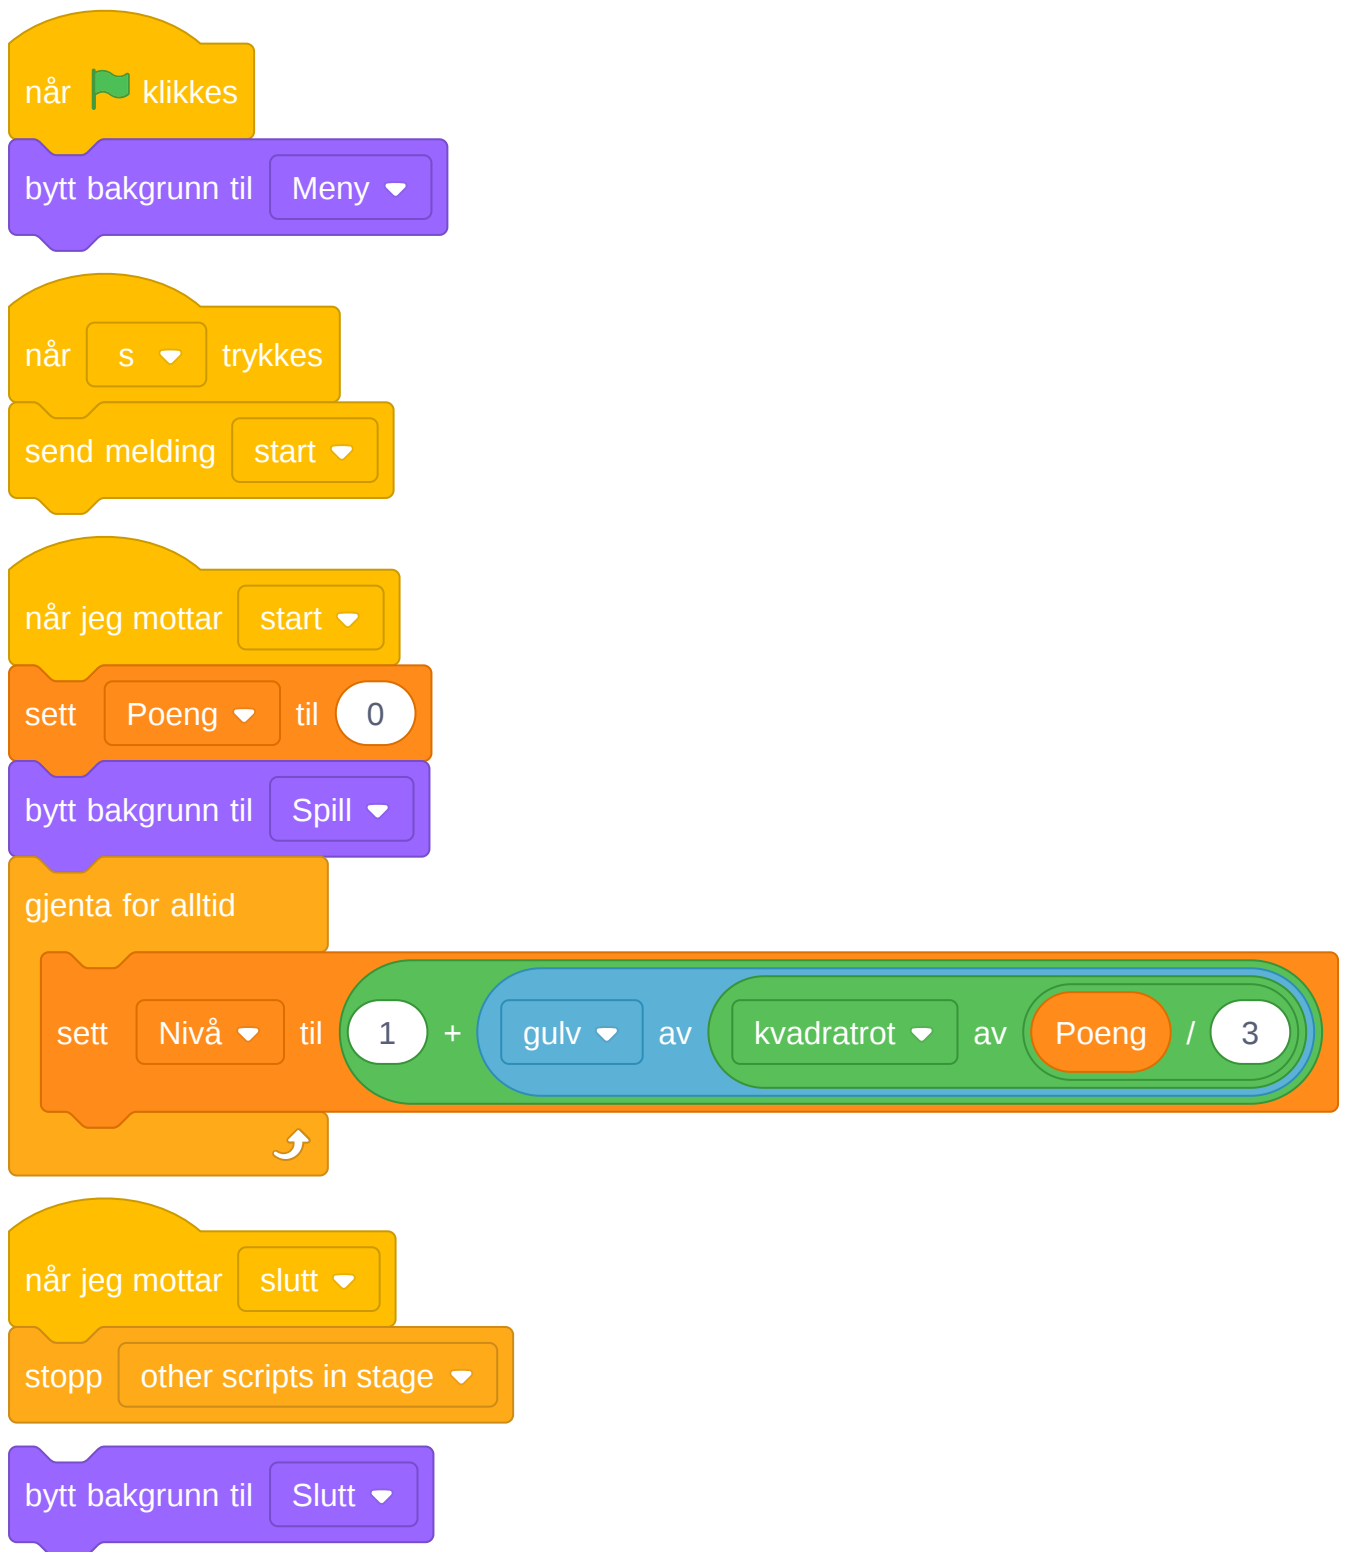 når klikkes
bytt bakgrunn til Meny
når s trykkes
send melding start
når jeg mottar start
sett Poeng til 0
bytt bakgrunn til Spill
gjenta for alltid
sett Nivå til 1 + gulv av kvadratrot av Poeng / 3
når jeg mottar slutt
stopp other scripts in stage
bytt bakgrunn til Slutt